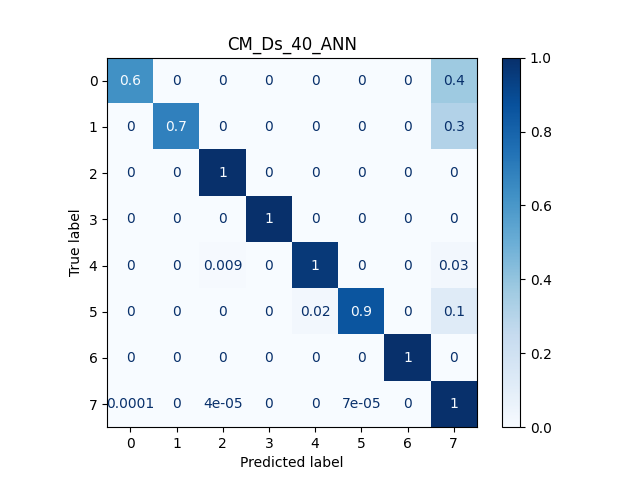 CM_Ds_40_ANN
0 0.6 0 0 0 0 0 0 0.4
1 0 0.7 0 0 0 0 0 0.3
2 0 0 1 0 0 0 0 0
3 0 0 0 1 0 0 0 0
4 0 0 0.009 0 1 0 0 0.03
5 0 0 0 0 0.02 0.9 0 0.1
6 0 0 0 0 0 0 1 0
7 0.0001 0 4e-05 0 0 7e-05 0 1
0 1 2 3 4 5 6 7
Predicted label
True label
1.0
0.8
0.6
0.4
0.2
0.0